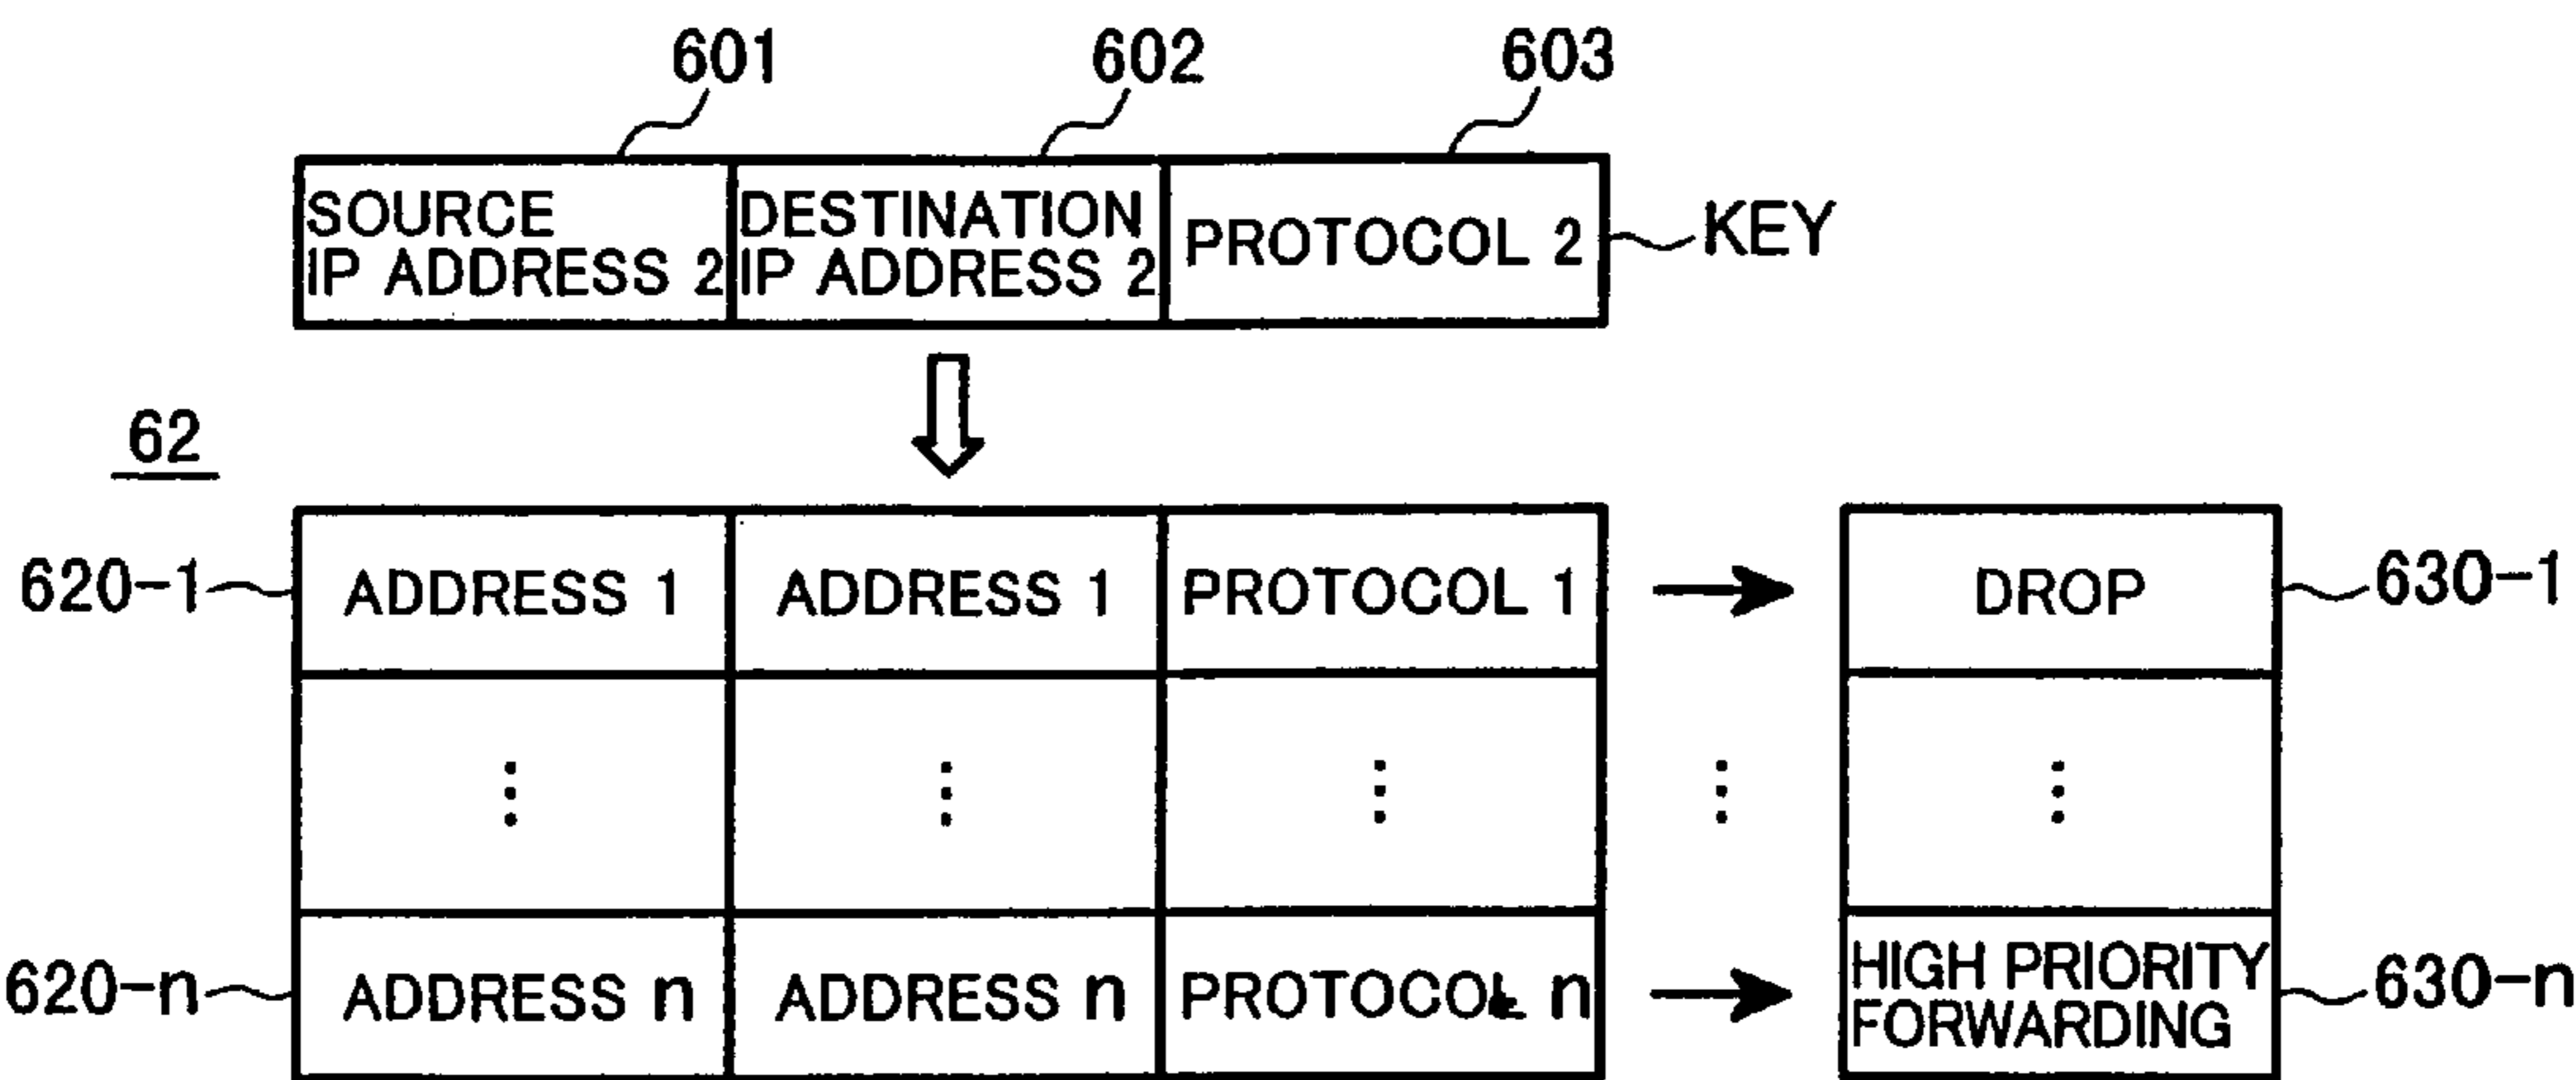 601 602 603
SOURCE IP ADDRESS 2 DESTINATION IP ADDRESS 2 PROTOCOL 2 KEY
62
620-1 ADDRESS 1 ADDRESS 1 PROTOCOL 1 DROP 630-1
620-n ADDRESS n ADDRESS n PROTOCOL n HIGH PRIORITY FORWARDING 630-n